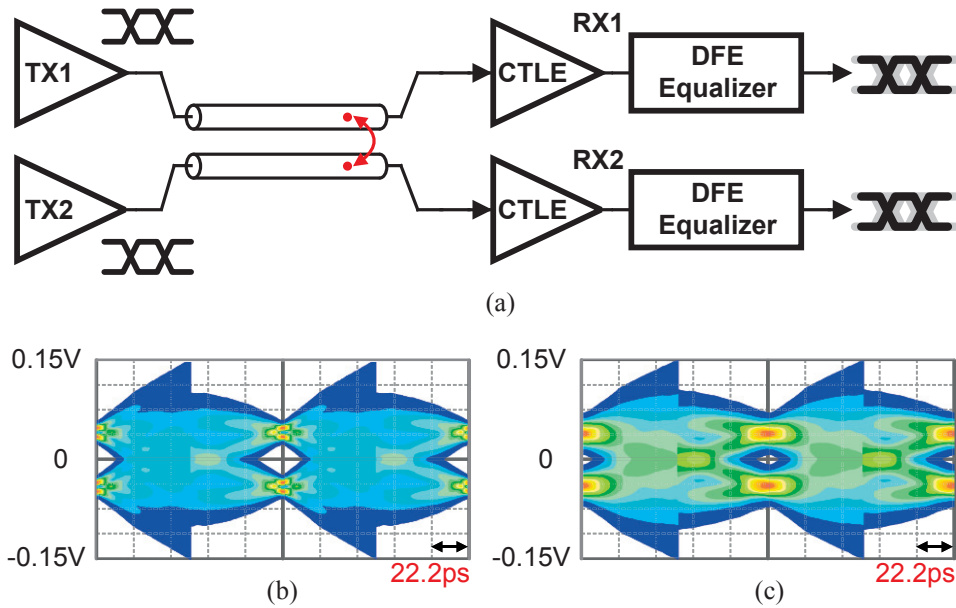 TX1
CTLE
RX1
DFE
Equalizer
TX2
CTLE
RX2
DFE
Equalizer
(a)
0.15V
0
-0.15V
22.2ps
(b)
0.15V
0
-0.15V
22.2ps
(c)